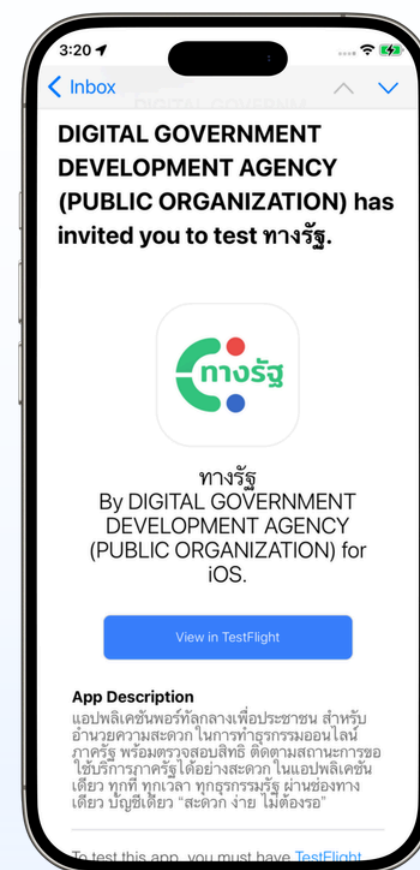 3:20
Inbox
DIGITAL GOVERNM
DIGITAL GOVERNMENT
DEVELOPMENT AGENCY
(PUBLIC ORGANIZATION) has
invited you to test ทางรัฐ.
ทางรัฐ
ทางรัฐ
By DIGITAL GOVERNMENT
DEVELOPMENT AGENCY
(PUBLIC ORGANIZATION) for
iOS.
View in TestFlight
App Description
แอปพลิเคชันพอร์ทัลกลางเพื่อประชาชน สำหรับ
อำนวยความสะดวก ในการทำธุรกรรมออนไลน์
ภาครัฐ พร้อมตรวจสอบสิทธิ ติดตามสถานะการขอ
ใช้บริการภาครัฐได้อย่างสะดวก ในแอปพลิเคชัน
เดียว ทุกที่ ทุกเวลา ทุกธุรกรรมรัฐ ผ่านช่องทาง
เดียว บัญชีเดียว “สะดวก ง่าย ไม่ต้องรอ”
To test this app, you must have TestFlight